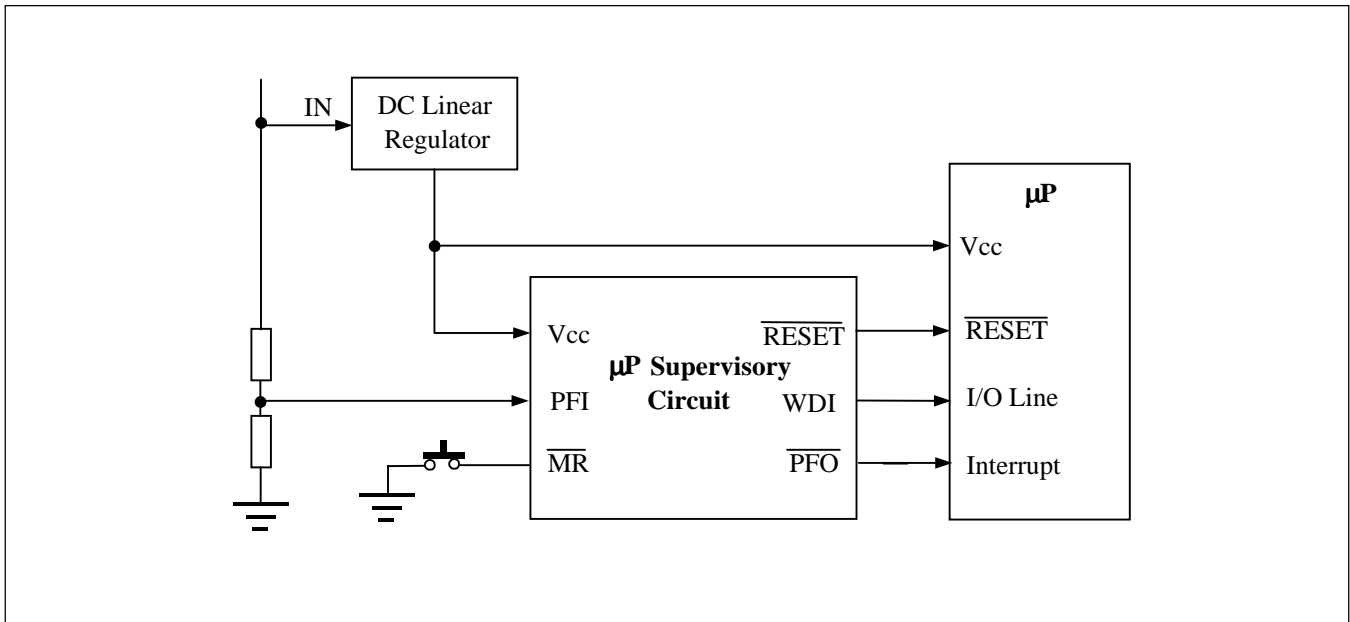 IN
DC Linear
Regulator
μP
Vcc
RESET
I/O Line
Interrupt
Vcc
PFI
MR
μP Supervisory
Circuit
RESET
WDI
PFO